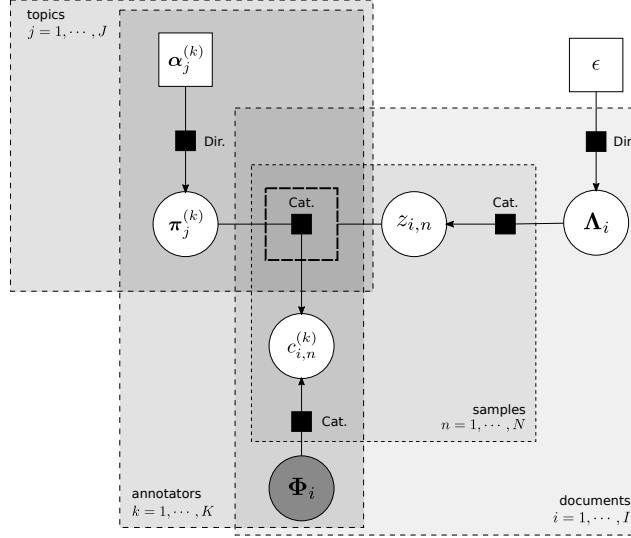 topics
j = 1, ⋯ , J
α_j^{(k)}
ϵ
Dir.
Dir
Cat.
Cat.
π_j^{(k)}
z_{i,n}
Λ_i
c_{i,n}^{(k)}
samples
n = 1, ⋯ , N
Cat.
annotators
k = 1, ⋯ , K
Φ_i
documents
i = 1, ⋯ , I